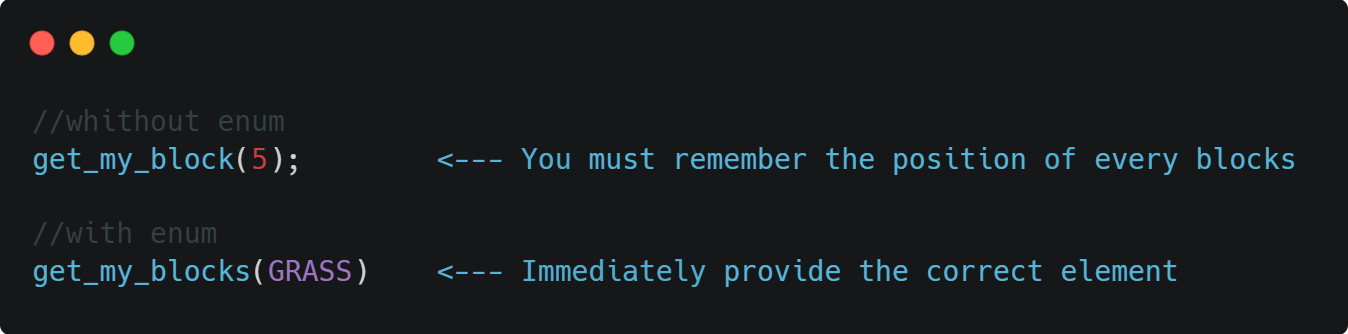 //whithout enum
get_my_block(5);        <--- You must remember the position of every blocks
//with enum
get_my_blocks(GRASS)    <--- Immediately provide the correct element